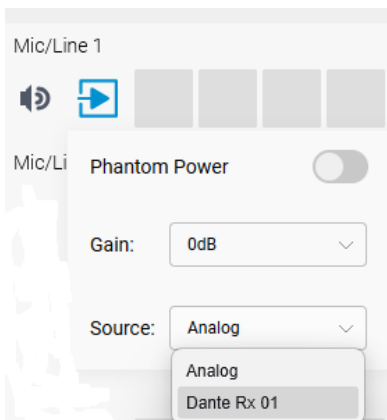 Mic/Line 1
Mic/Li
Phantom Power
Gain: 0dB
Source: Analog
Analog
Dante Rx 01